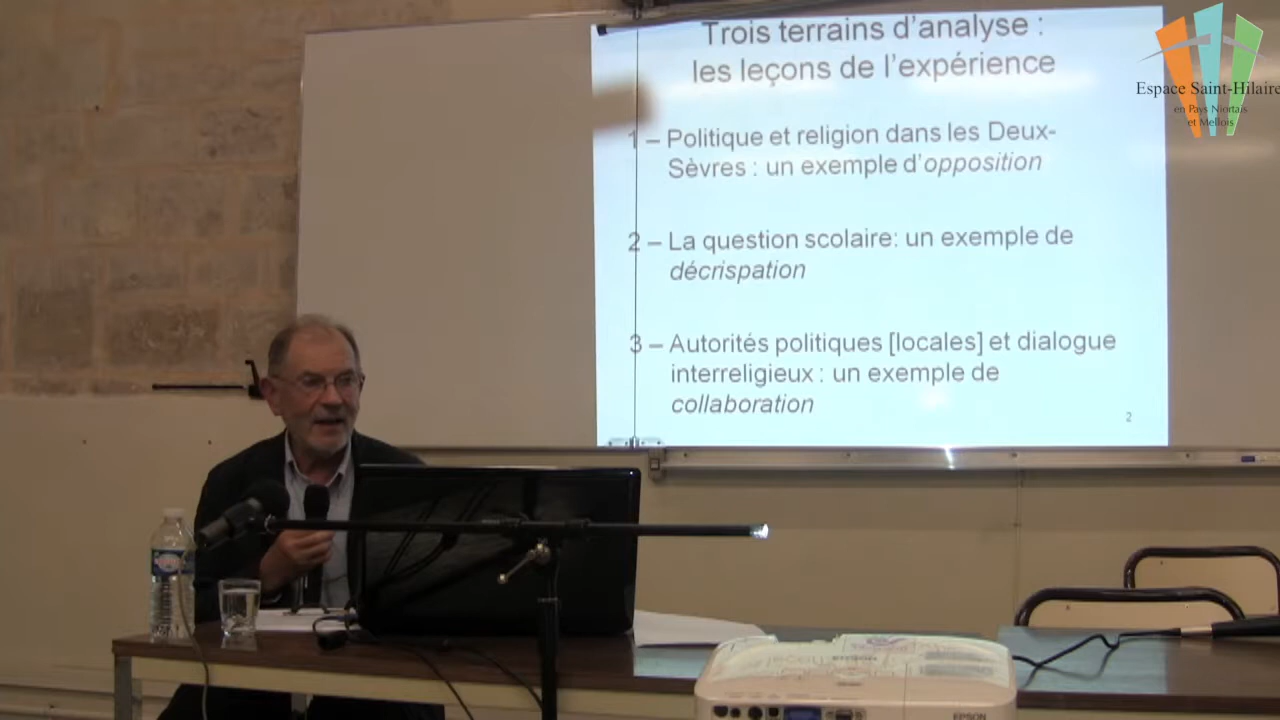 Trois terrains d'analyse :
les leçons de l'expérience
1 – Politique et religion dans les Deux-
Sèvres : un exemple d'opposition
2 – La question scolaire: un exemple de
décrispation
3 – Autorités politiques [locales] et dialogue
interreligieux : un exemple de
collaboration
2
Espace Saint-Hilaire
en Pays Niortais
et Mellois
EPSON